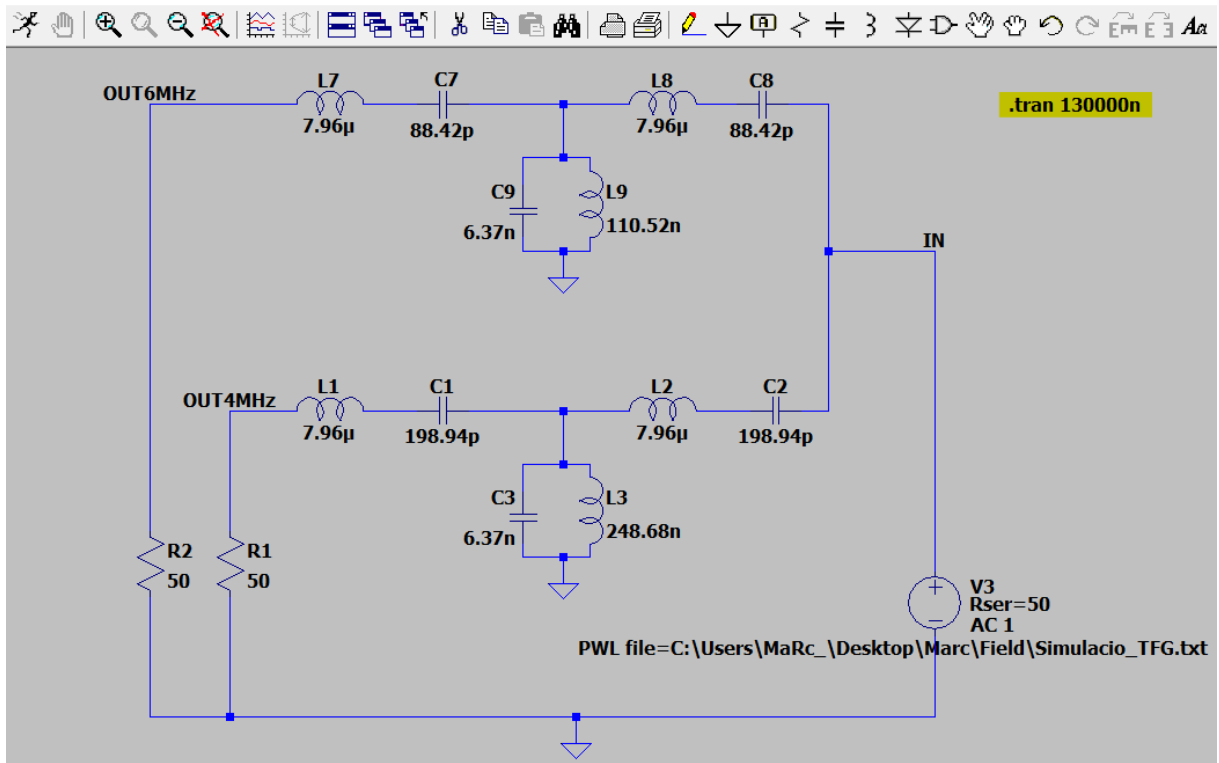 A
Aa
OUT6MHz
L7
7.96µ
C7
88.42p
L8
7.96µ
C8
88.42p
.tran 130000n
C9
6.37n
L9
110.52n
IN
OUT4MHz
L1
7.96µ
C1
198.94p
L2
7.96µ
C2
198.94p
C3
6.37n
L3
248.68n
R2
50
R1
50
V3
Rser=50
AC 1
PWL file=C:\Users\MaRc_\Desktop\Marc\Field\Simulacio_TFG.txt